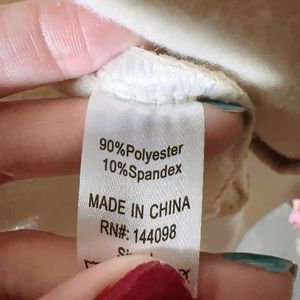 90%Polyester
10%Spandex
MADE IN CHINA
RN#: 144098